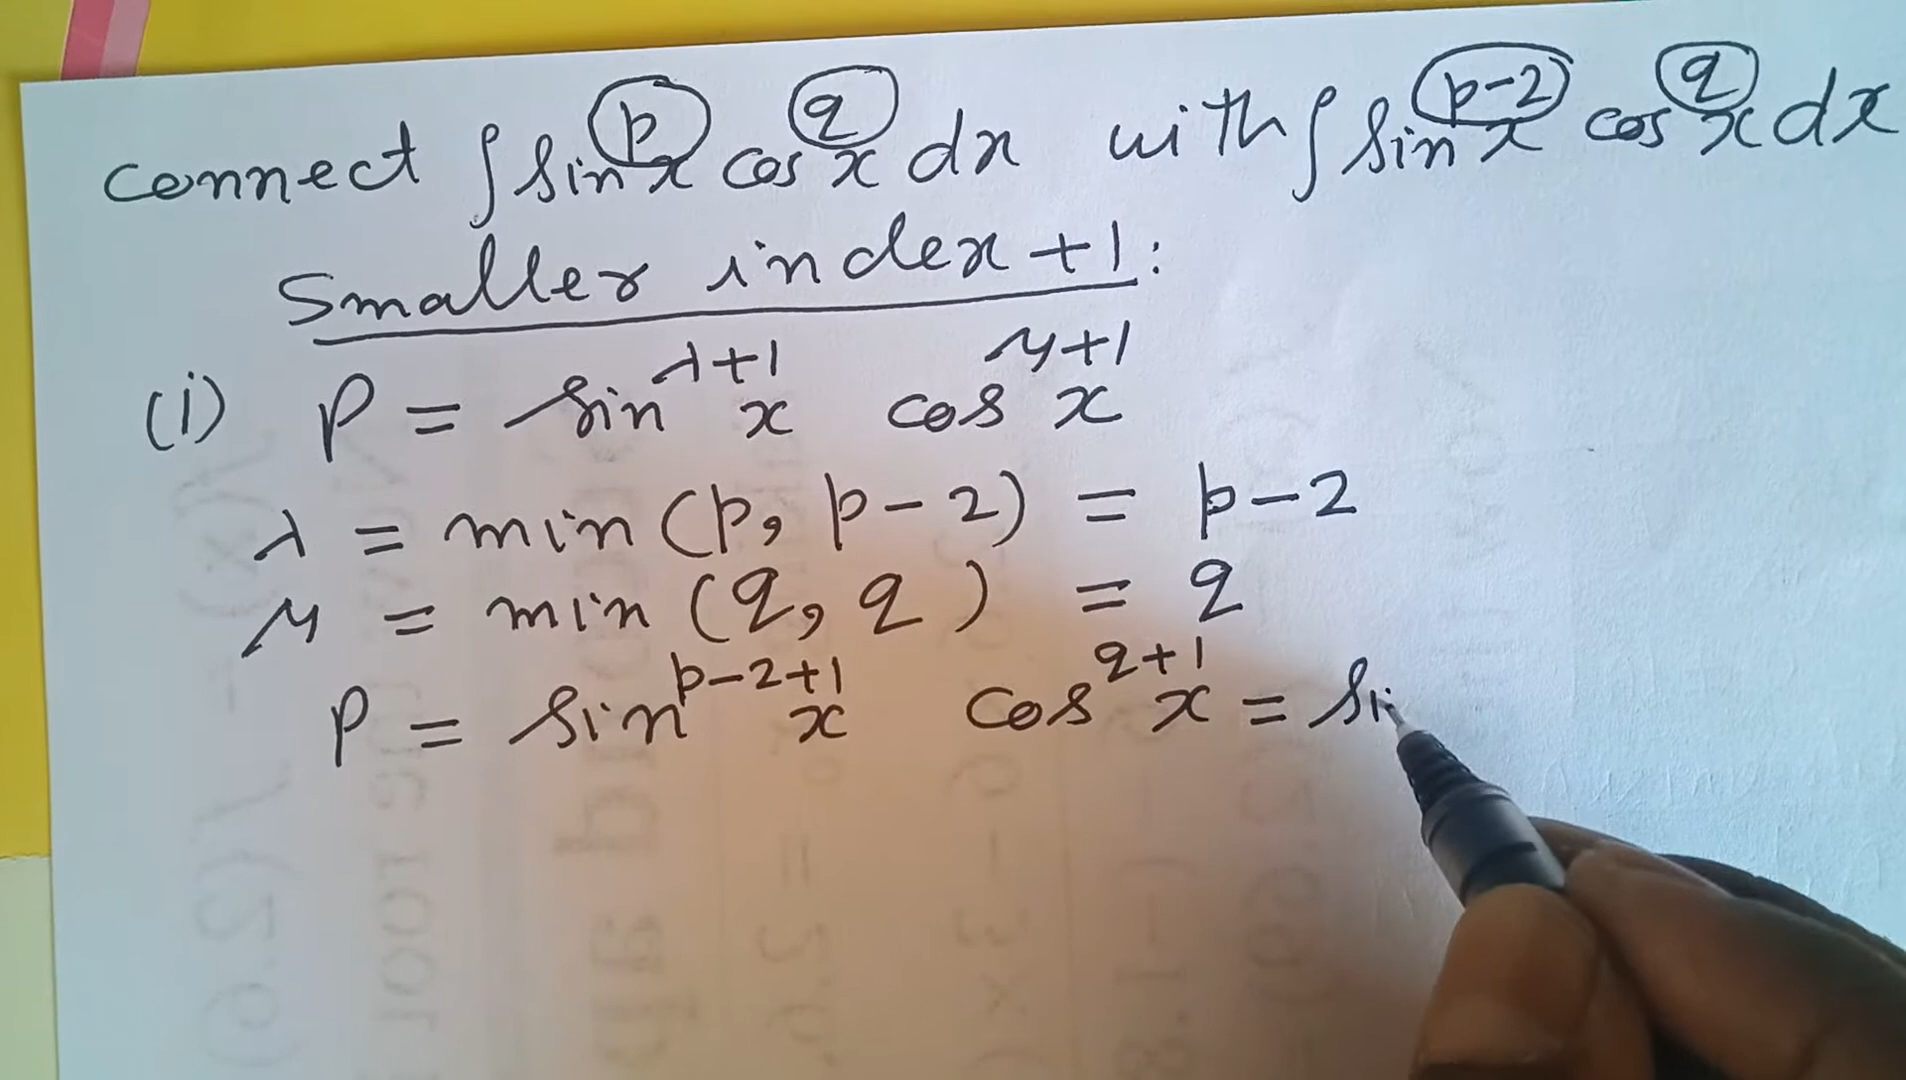 connect ∫ sin^p x cos^q x dx with ∫ sin^(p-2) x cos^q x dx
Smaller index + 1 :
(i) P = sin^(λ+1) x cos^(μ+1) x
λ = min (p, p-2) = p-2
μ = min (q, q) = q
P = sin^(p-2+1) x cos^(q+1) x = si